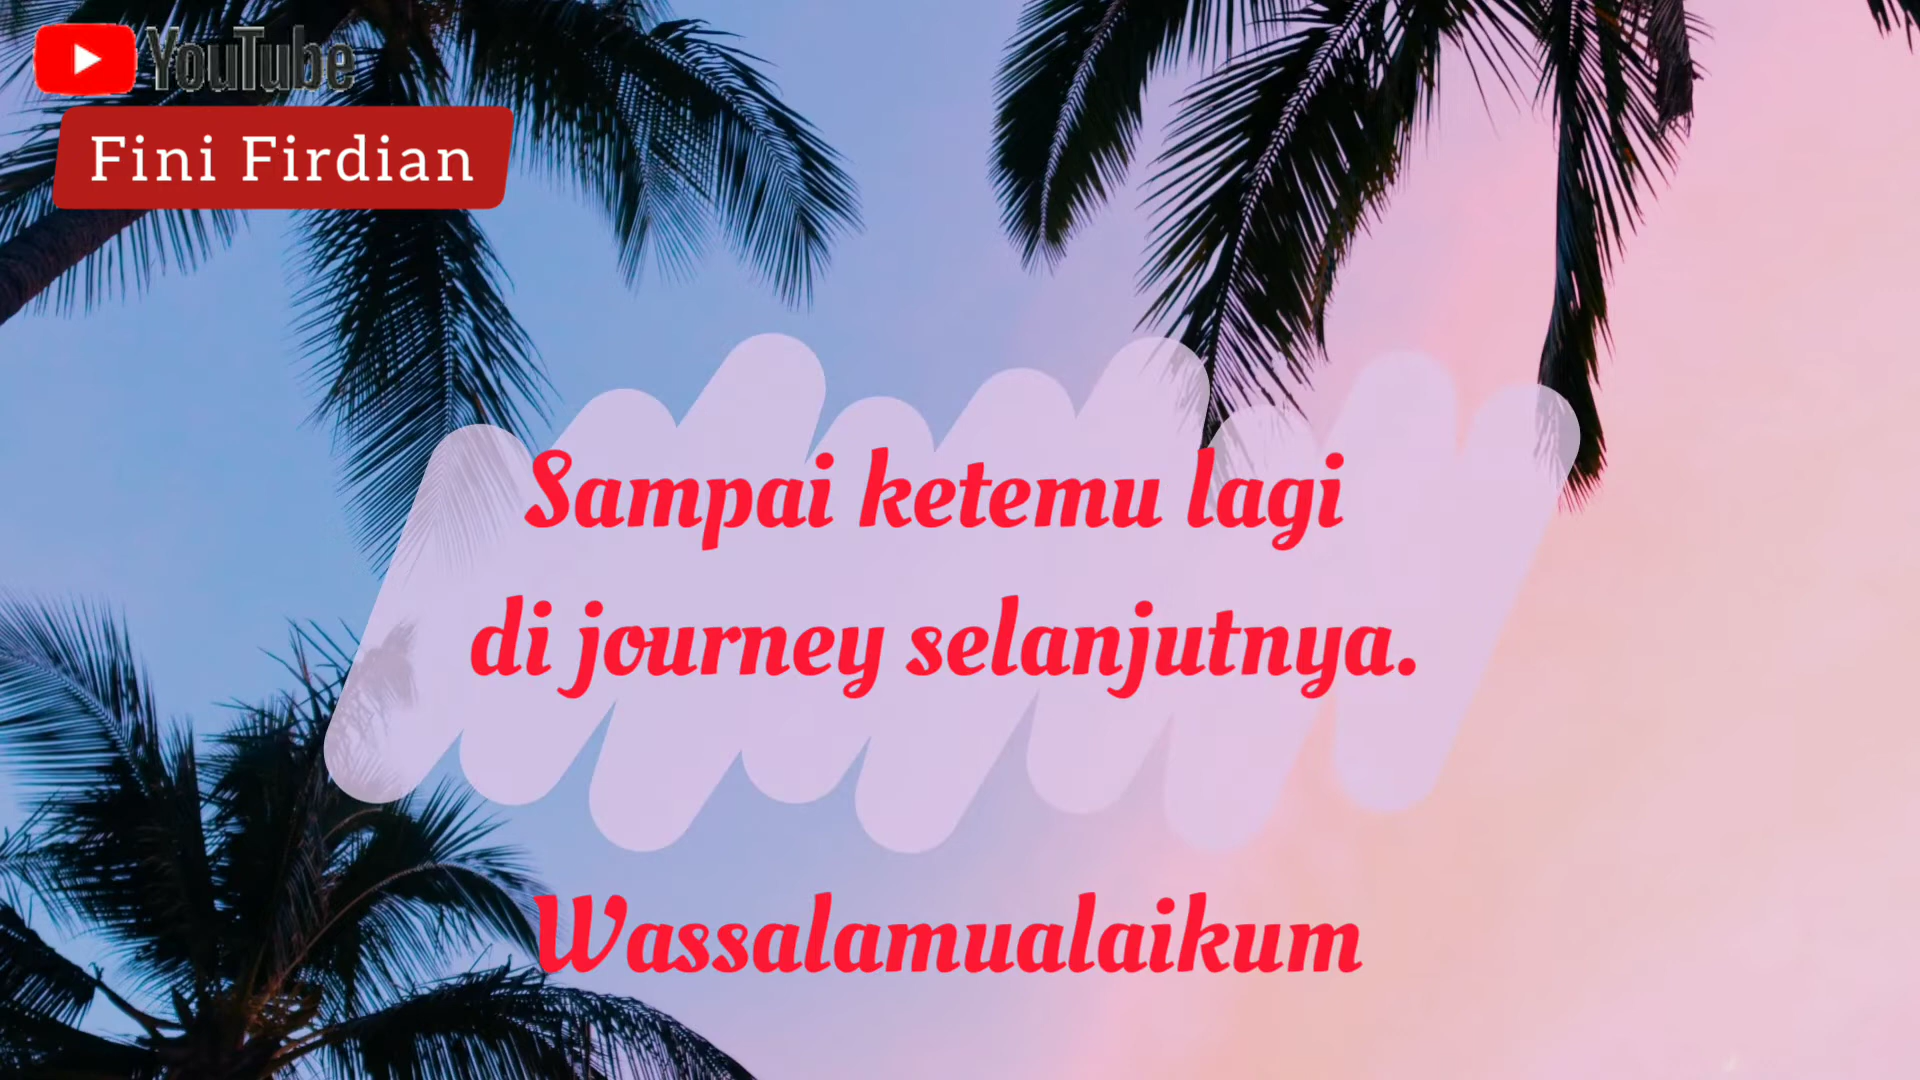 YouTube
Fini Firdian
Sampai ketemu lagi
di journey selanjutnya.
Wassalamualaikum